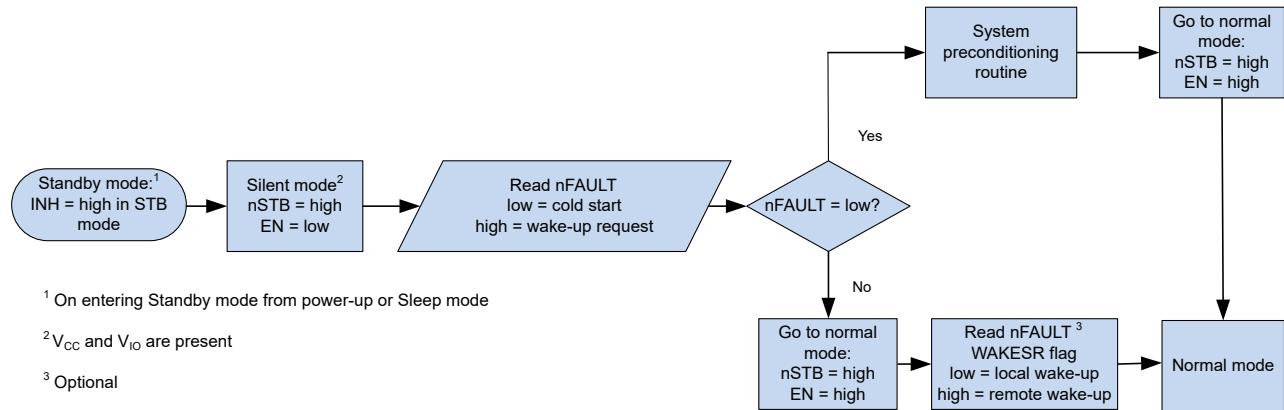 Standby mode:1
INH = high in STB
mode
Silent mode2
nSTB = high
EN = low
Read nFAULT
low = cold start
high = wake-up request
nFAULT = low?
Yes
System
preconditioning
routine
Go to normal
mode:
nSTB = high
EN = high
No
Go to normal
mode:
nSTB = high
EN = high
Read nFAULT 3
WAKESR flag
low = local wake-up
high = remote wake-up
Normal mode
1 On entering Standby mode from power-up or Sleep mode
2 VCC and VIO are present
3 Optional